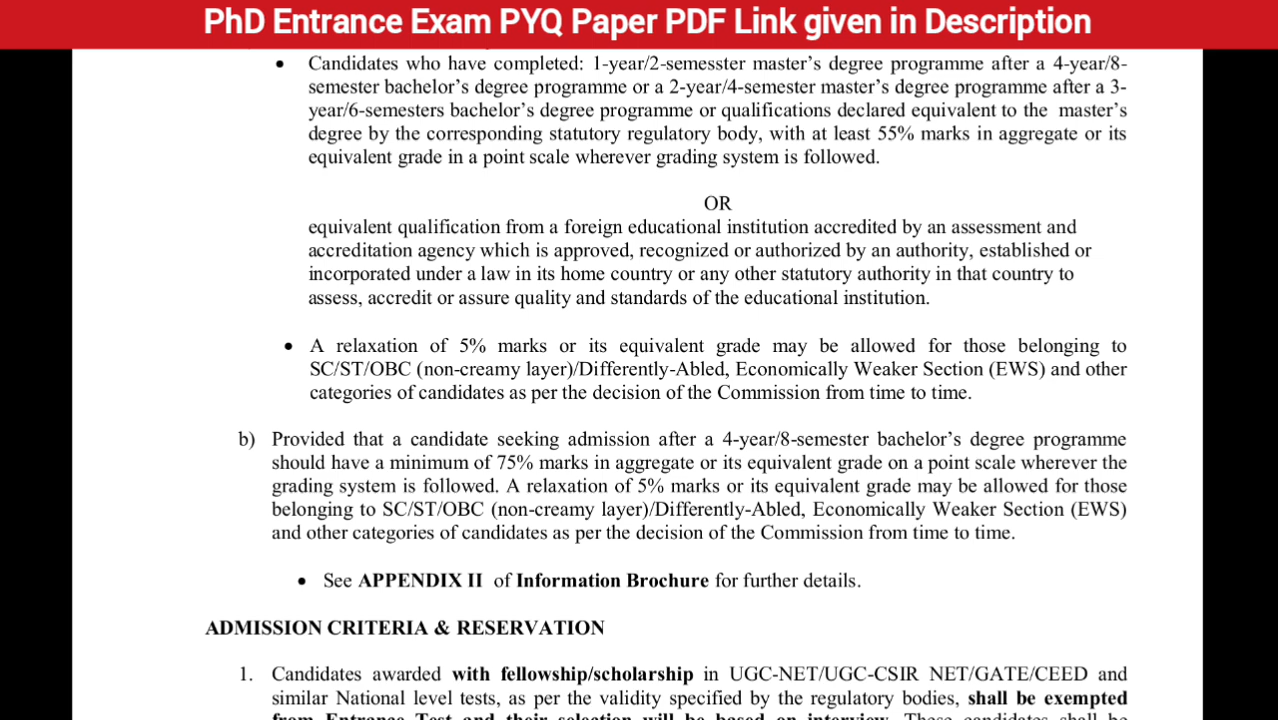 PhD Entrance Exam PYQ Paper PDF Link given in Description
• Candidates who have completed: 1-year/2-semesster master's degree programme after a 4-year/8-
semester bachelor's degree programme or a 2-year/4-semester master's degree programme after a 3-
year/6-semesters bachelor's degree programme or qualifications declared equivalent to the master's
degree by the corresponding statutory regulatory body, with at least 55% marks in aggregate or its
equivalent grade in a point scale wherever grading system is followed.
OR
equivalent qualification from a foreign educational institution accredited by an assessment and
accreditation agency which is approved, recognized or authorized by an authority, established or
incorporated under a law in its home country or any other statutory authority in that country to
assess, accredit or assure quality and standards of the educational institution.
• A relaxation of 5% marks or its equivalent grade may be allowed for those belonging to
SC/ST/OBC (non-creamy layer)/Differently-Abled, Economically Weaker Section (EWS) and other
categories of candidates as per the decision of the Commission from time to time.
b) Provided that a candidate seeking admission after a 4-year/8-semester bachelor's degree programme
should have a minimum of 75% marks in aggregate or its equivalent grade on a point scale wherever the
grading system is followed. A relaxation of 5% marks or its equivalent grade may be allowed for those
belonging to SC/ST/OBC (non-creamy layer)/Differently-Abled, Economically Weaker Section (EWS)
and other categories of candidates as per the decision of the Commission from time to time.
• See APPENDIX II of Information Brochure for further details.
ADMISSION CRITERIA & RESERVATION
1. Candidates awarded with fellowship/scholarship in UGC-NET/UGC-CSIR NET/GATE/CEED and
similar National level tests, as per the validity specified by the regulatory bodies, shall be exempted
from Entrance Test and their selection will be based on interview. These candidates shall be